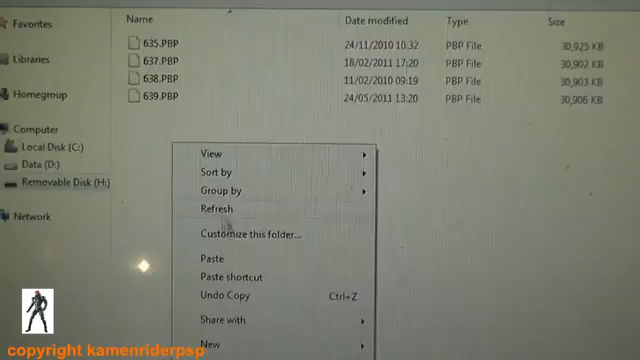 Name Date modified Type Size
635.PBP 24/11/2010 10:32 PBP File 30,925 KB
637.PBP 18/02/2011 17:20 PBP File 30,902 KB
638.PBP 11/02/2010 09:19 PBP File 30,903 KB
639.PBP 24/05/2011 13:20 PBP File 30,906 KB
Favorites
Libraries
Homegroup
Computer
Local Disk (C:)
Data (D:)
Removable Disk (H:)
Network
View
Sort by
Group by
Refresh
Customize this folder...
Paste
Paste shortcut
Undo Copy Ctrl+Z
Share with
New
copyright kamenriderpsp